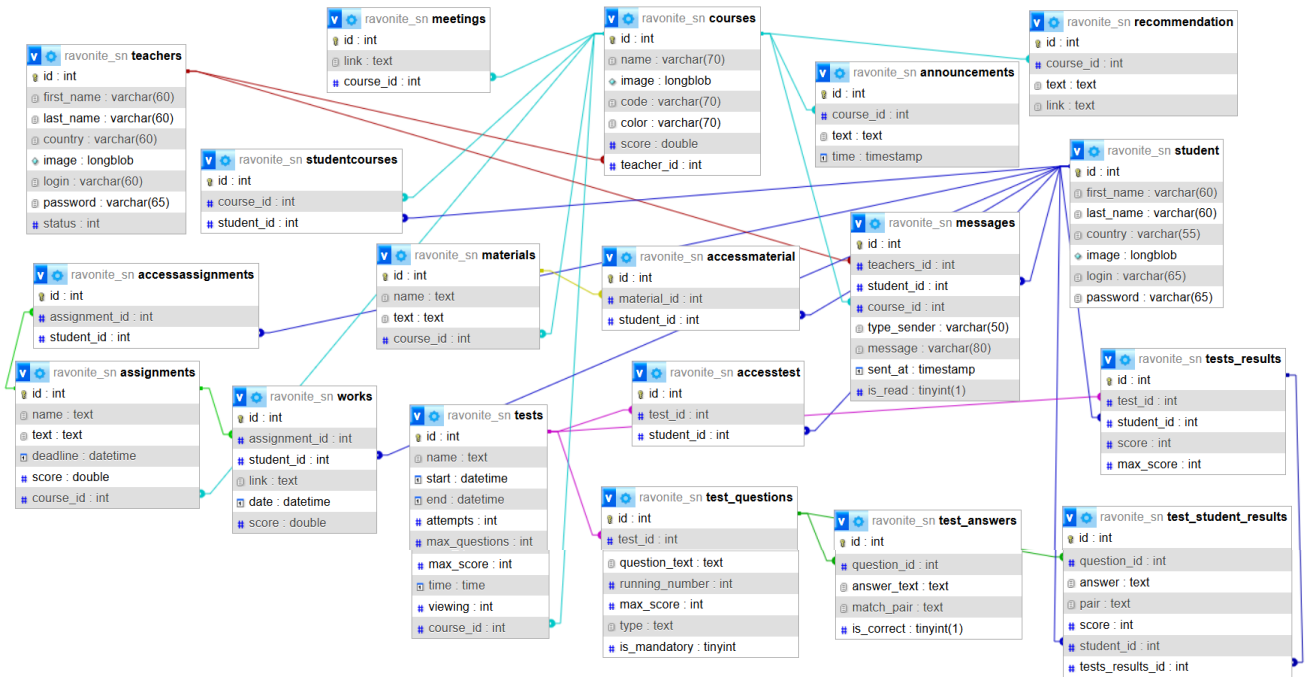 ravonite_sn teachers
id : int
first_name : varchar(60)
last_name : varchar(60)
country : varchar(60)
image : longblob
login : varchar(60)
password : varchar(65)
status : int
ravonite_sn meetings
id : int
link : text
course_id : int
ravonite_sn courses
id : int
name : varchar(70)
image : longblob
code : varchar(70)
color : varchar(70)
score : double
teacher_id : int
ravonite_sn announcements
id : int
course_id : int
text : text
time : timestamp
ravonite_sn recommendation
id : int
course_id : int
text : text
link : text
ravonite_sn studentcourses
id : int
course_id : int
student_id : int
ravonite_sn student
id : int
first_name : varchar(60)
last_name : varchar(60)
country : varchar(55)
image : longblob
login : varchar(65)
password : varchar(65)
ravonite_sn accessassignments
id : int
assignment_id : int
student_id : int
ravonite_sn materials
id : int
name : text
text : text
course_id : int
ravonite_sn accessmaterial
id : int
material_id : int
student_id : int
ravonite_sn messages
id : int
teachers_id : int
student_id : int
course_id : int
type_sender : varchar(50)
message : varchar(80)
sent_at : timestamp
is_read : tinyint(1)
ravonite_sn assignments
id : int
name : text
text : text
deadline : datetime
score : double
course_id : int
ravonite_sn works
id : int
assignment_id : int
student_id : int
link : text
date : datetime
score : double
ravonite_sn tests
id : int
name : text
start : datetime
end : datetime
attempts : int
max_questions : int
max_score : int
time : time
viewing : int
course_id : int
ravonite_sn accesstest
id : int
test_id : int
student_id : int
ravonite_sn tests_results
id : int
test_id : int
student_id : int
score : int
max_score : int
ravonite_sn test_questions
id : int
test_id : int
question_text : text
running_number : int
max_score : int
type : text
is_mandatory : tinyint
ravonite_sn test_answers
id : int
question_id : int
answer_text : text
match_pair : text
is_correct : tinyint(1)
ravonite_sn test_student_results
id : int
question_id : int
answer : text
pair : text
score : int
student_id : int
tests_results_id : int